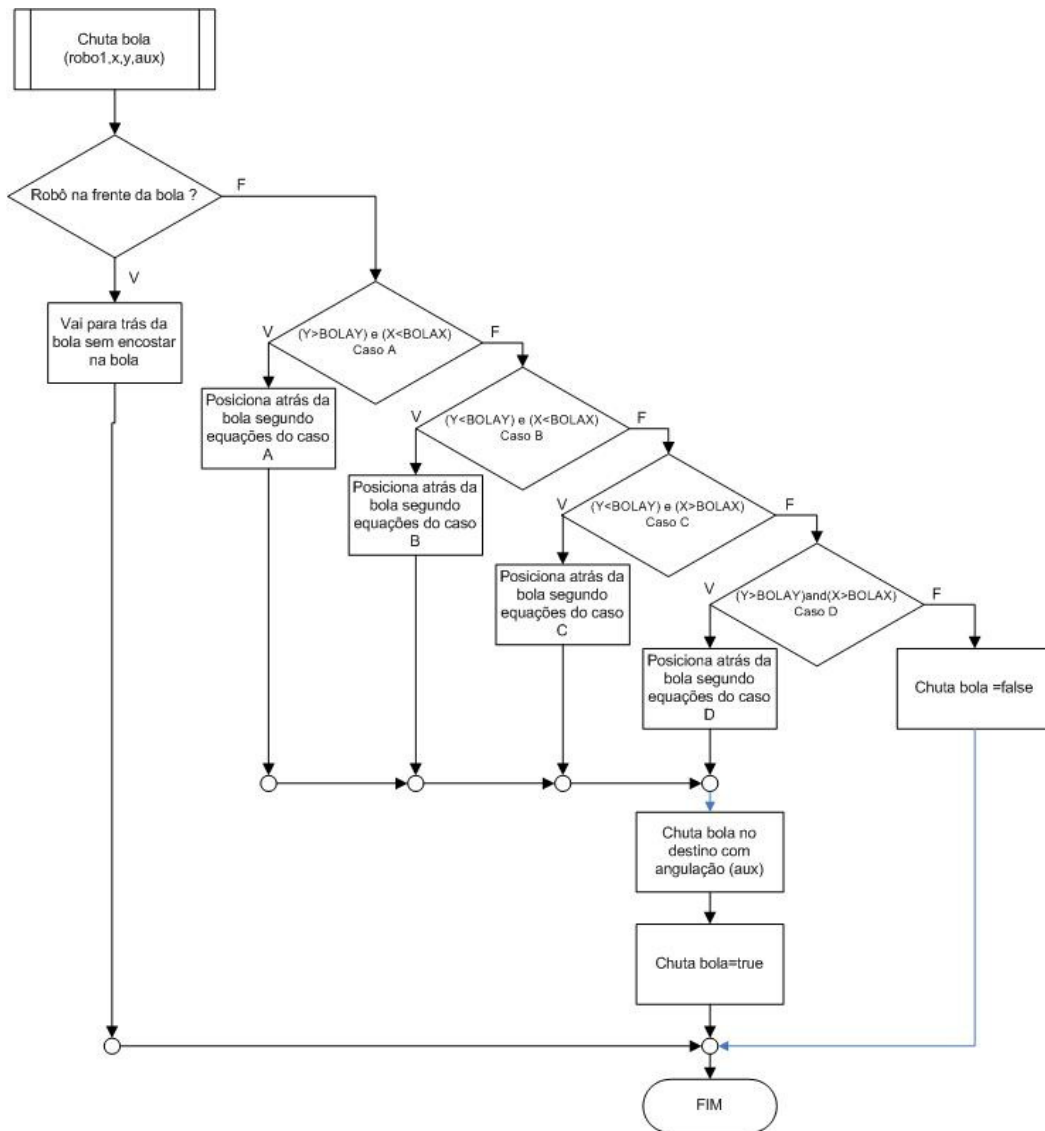 Chuta bola
(robo1,x,y,aux)
Robô na frente da bola ?
F
V
Vai para trás da
bola sem encostar
na bola
(Y>BOLAY) e (X<BOLAX)
Caso A
V
F
Posiciona atrás da
bola segundo
equações do caso
A
(Y<BOLAY) e (X<BOLAX)
Caso B
V
F
Posiciona atrás da
bola segundo
equações do caso
B
(Y<BOLAY) e (X>BOLAX)
Caso C
V
F
Posiciona atrás da
bola segundo
equações do caso
C
(Y>BOLAY)and(X>BOLAX)
Caso D
V
F
Posiciona atrás da
bola segundo
equações do caso
D
Chuta bola =false
Chuta bola no
destino com
angulação (aux)
Chuta bola=true
FIM